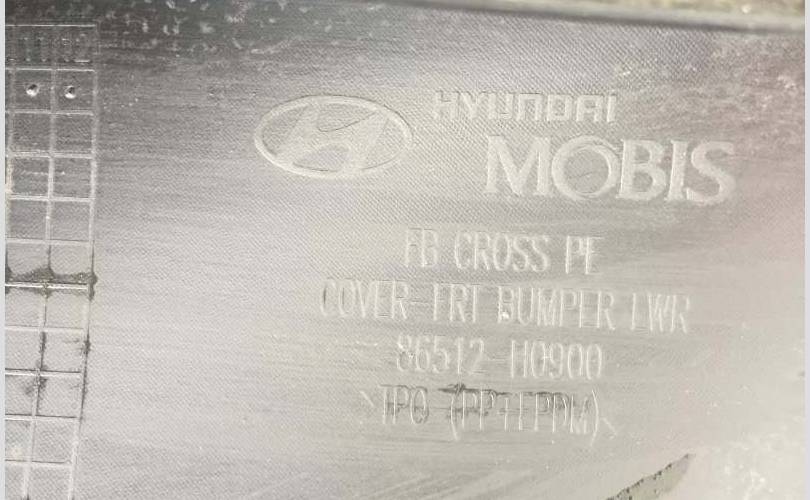 HYUNDAI
MOBIS
FB CROSS PE
COVER-FRT BUMPER LWR
86512-H0900
>TPO (PP+EPDM)<